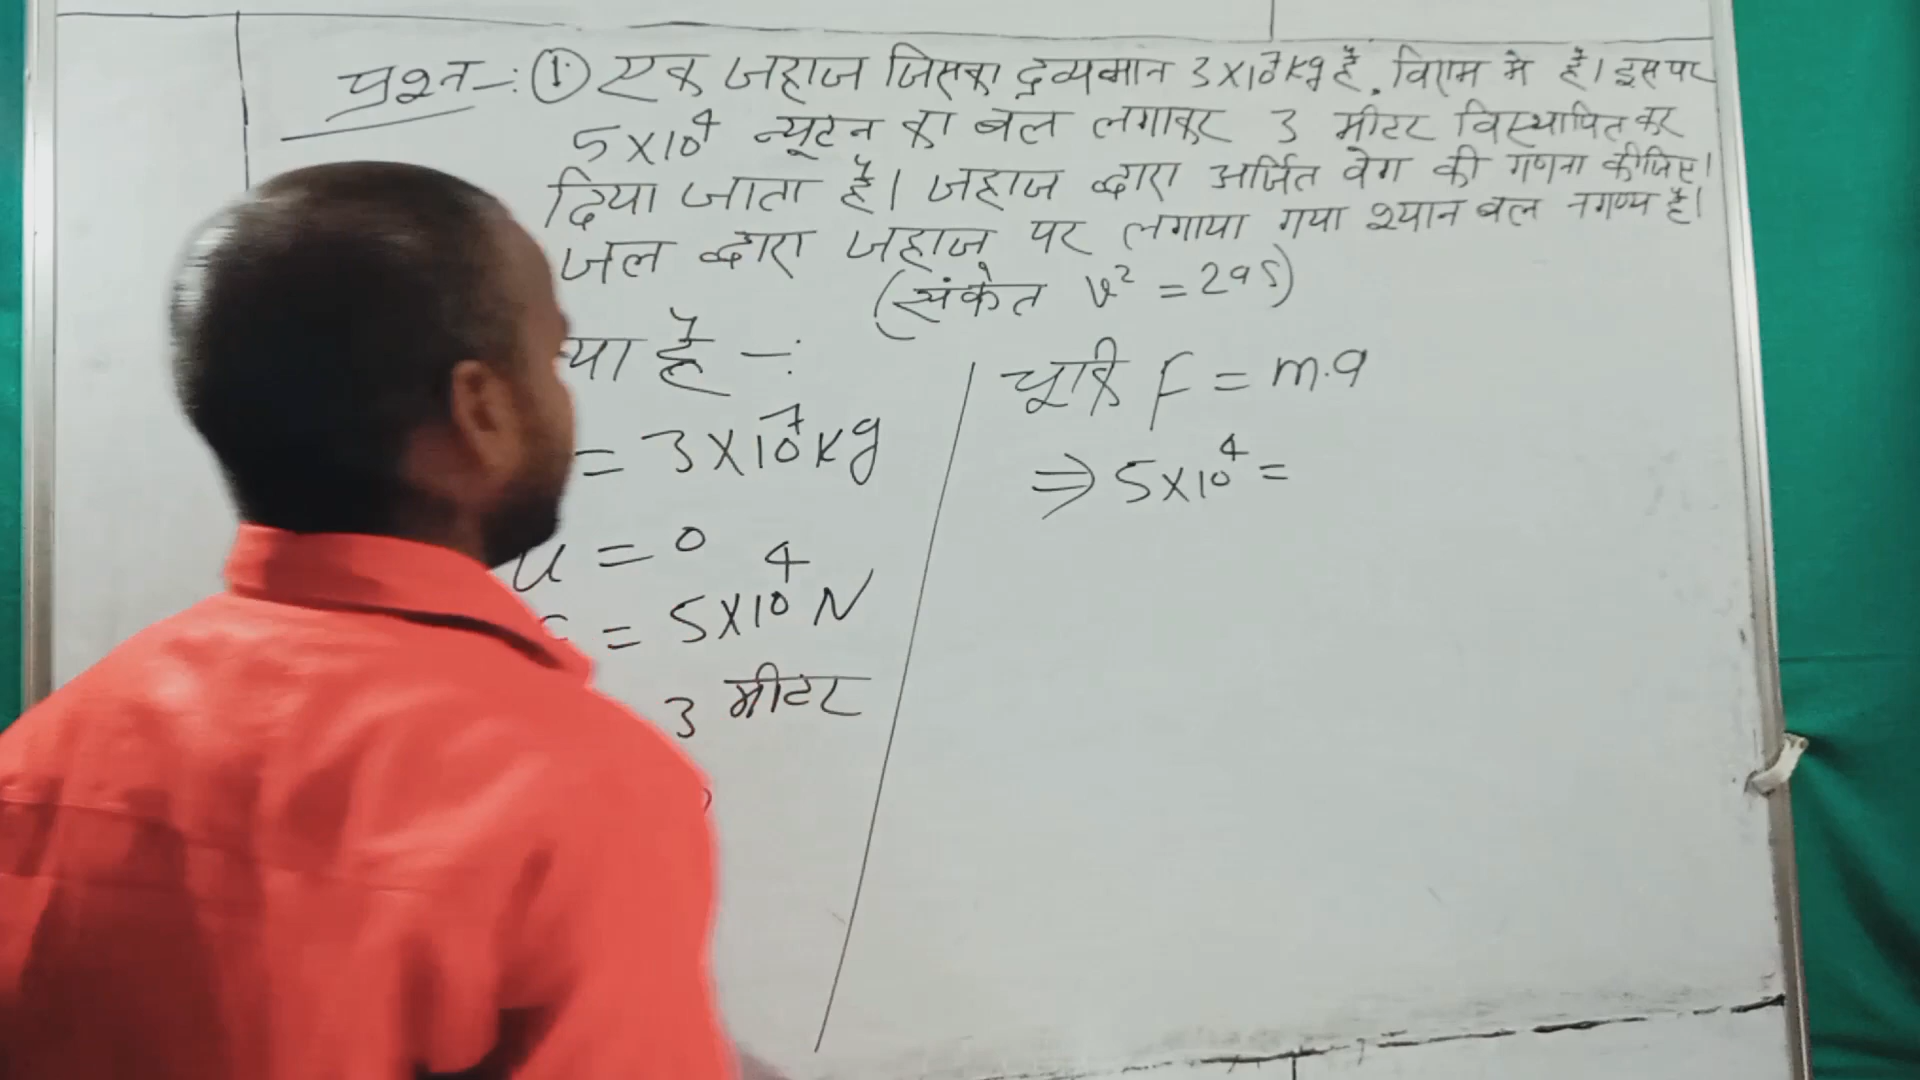 प्रश्न-: ① एक जहाज जिसका द्रव्यमान 3×10⁷kg है, विराम मे है। इस पर
5×10⁴ न्यूटन का बल लगाकर 3 मीटर विस्थापित कर
दिया जाता है। जहाज द्वारा अर्जित वेग की गणना कीजिए।
जल द्वारा जहाज पर लगाया गया श्यान बल नगण्य है।
(संकेत v² = 2as)
या है -:
= 3×10⁷kg
u = 0
= 5×10⁴ N
3 मीटर
चूकि F = m.a
⇒ 5×10⁴ =